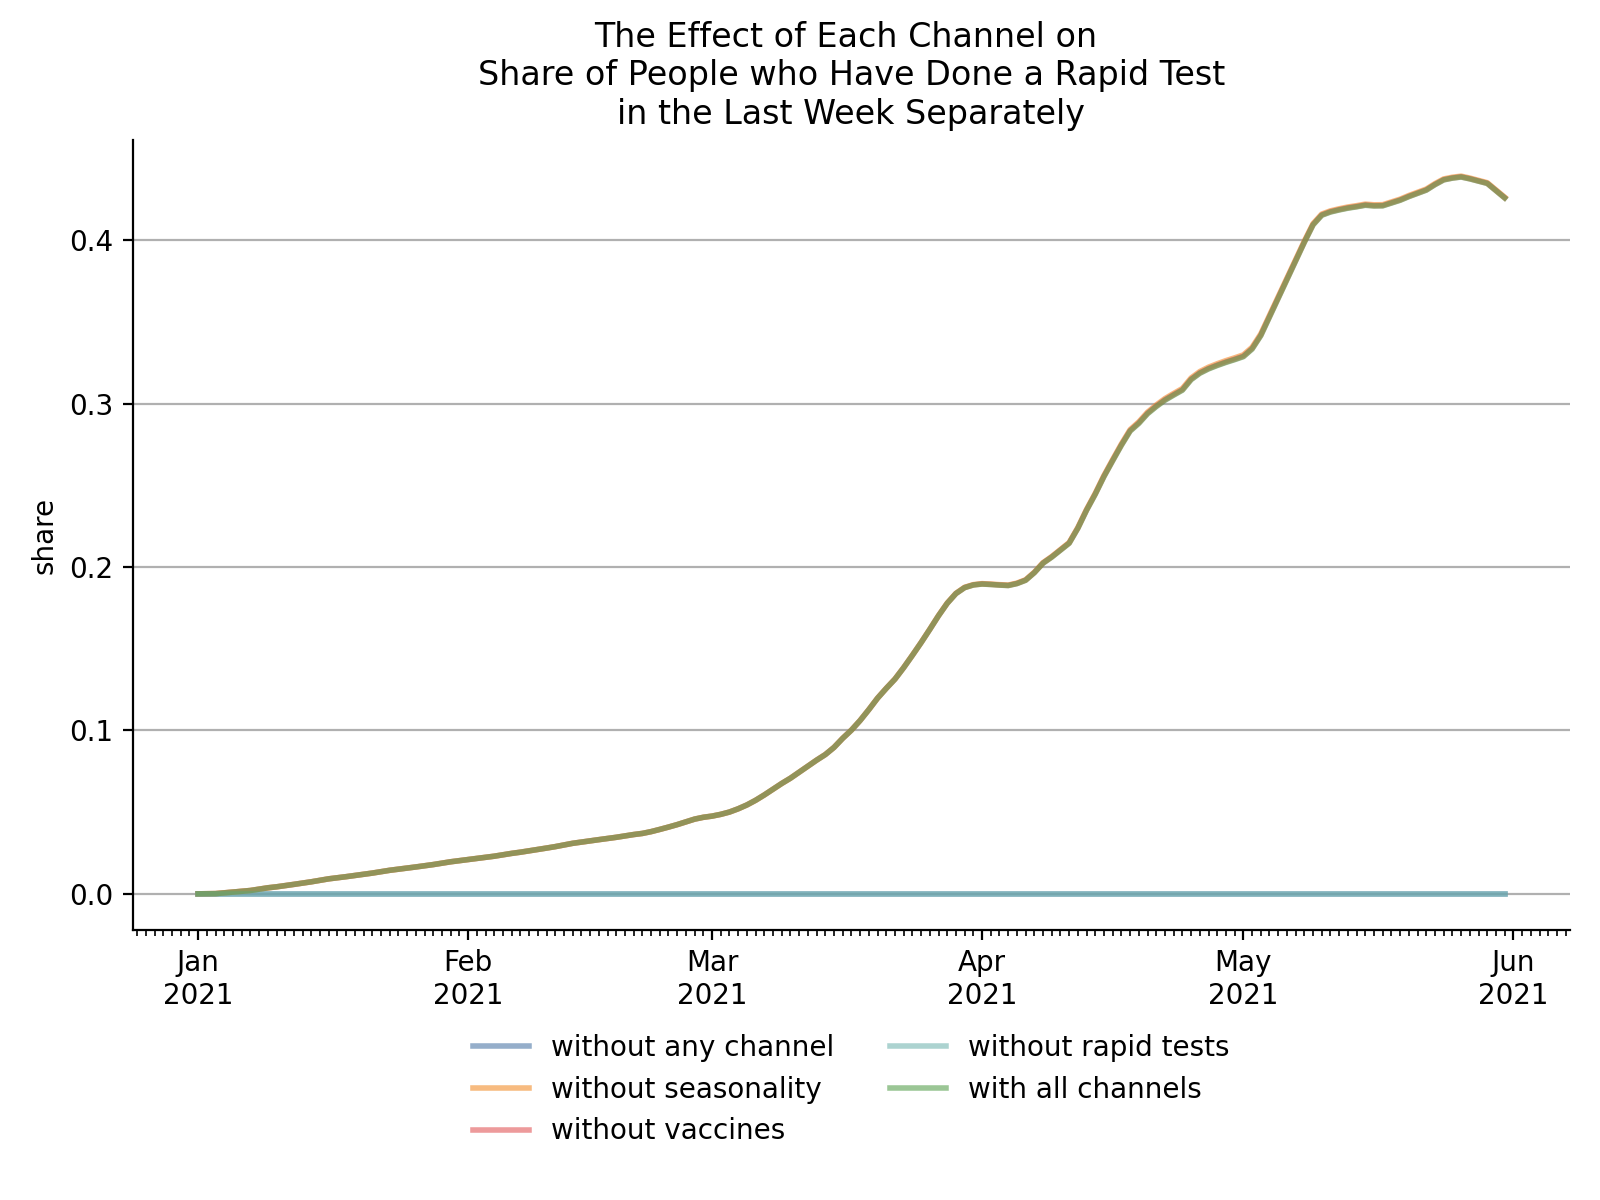 The Effect of Each Channel on
Share of People who Have Done a Rapid Test
in the Last Week Separately
share
0.4
0.3
0.2
0.1
0.0
Jan Feb Mar Apr May Jun
2021 2021 2021 2021 2021 2021
without any channel
without seasonality
without vaccines
without rapid tests
with all channels